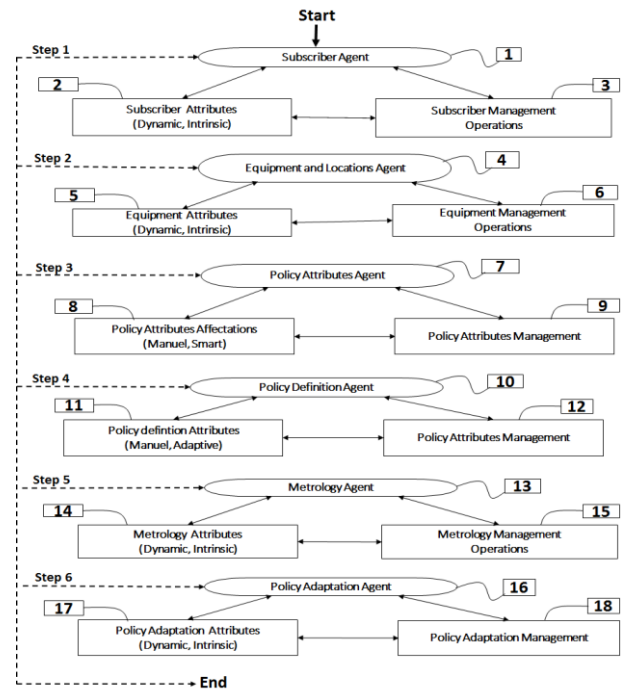 Start
Step 1
Subscriber Agent
1
2
3
Subscriber Attributes
(Dynamic, Intrinsic)
Subscriber Management
Operations
Step 2
Equipment and Locations Agent
4
5
6
Equipment Attributes
(Dynamic, Intrinsic)
Equipment Management
Operations
Step 3
Policy Attributes Agent
7
8
9
Policy Attributes Affectations
(Manuel, Smart)
Policy Attributes Management
Step 4
Policy Definition Agent
10
11
12
Policy defintion Attributes
(Manuel, Adaptive)
Policy Attributes Management
Step 5
Metrology Agent
13
14
15
Metrology Attributes
(Dynamic, Intrinsic)
Metrology Management
Operations
Step 6
Policy Adaptation Agent
16
17
18
Policy Adaptation Attributes
(Dynamic, Intrinsic)
Policy Adaptation Management
End